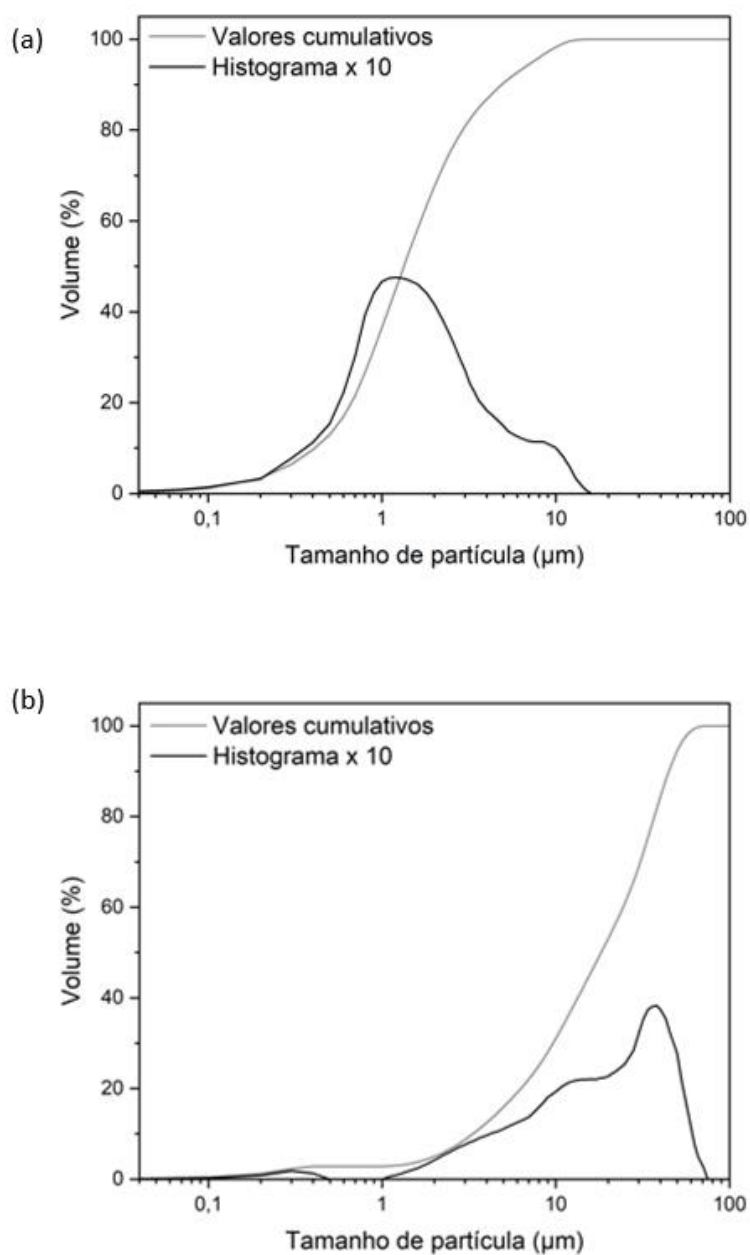 (a)
Valores cumulativos
Histograma x 10
100
80
60
40
20
0
Volume (%)
0,1 1 10 100
Tamanho de partícula (µm)
(b)
Valores cumulativos
Histograma x 10
100
80
60
40
20
0
Volume (%)
0,1 1 10 100
Tamanho de partícula (µm)